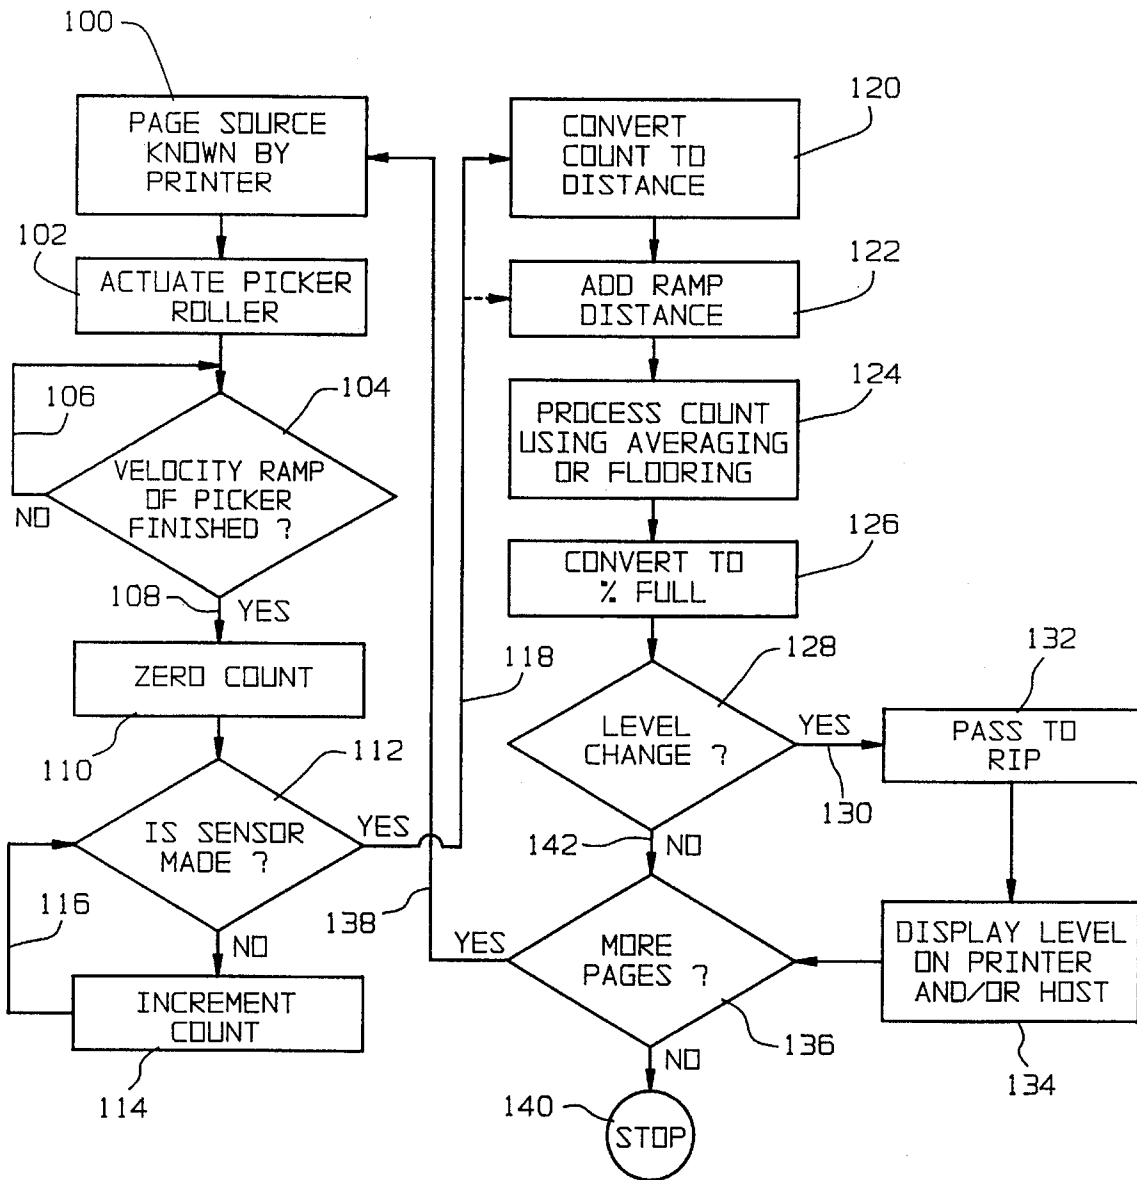 100
PAGE SOURCE
KNOWN BY
PRINTER
102
ACTUATE PICKER
ROLLER
106
104
VELOCITY RAMP
OF PICKER
FINISHED ?
NO
108
YES
ZERO COUNT
110
112
IS SENSOR
MADE ?
YES
116
NO
INCREMENT
COUNT
114
118
138
120
CONVERT
COUNT TO
DISTANCE
122
ADD RAMP
DISTANCE
124
PROCESS COUNT
USING AVERAGING
OR FLOORING
126
CONVERT TO
% FULL
128
LEVEL
CHANGE ?
YES
130
132
PASS TO
RIP
142
NO
YES
MORE
PAGES ?
136
DISPLAY LEVEL
ON PRINTER
AND/OR HOST
134
NO
140
STOP